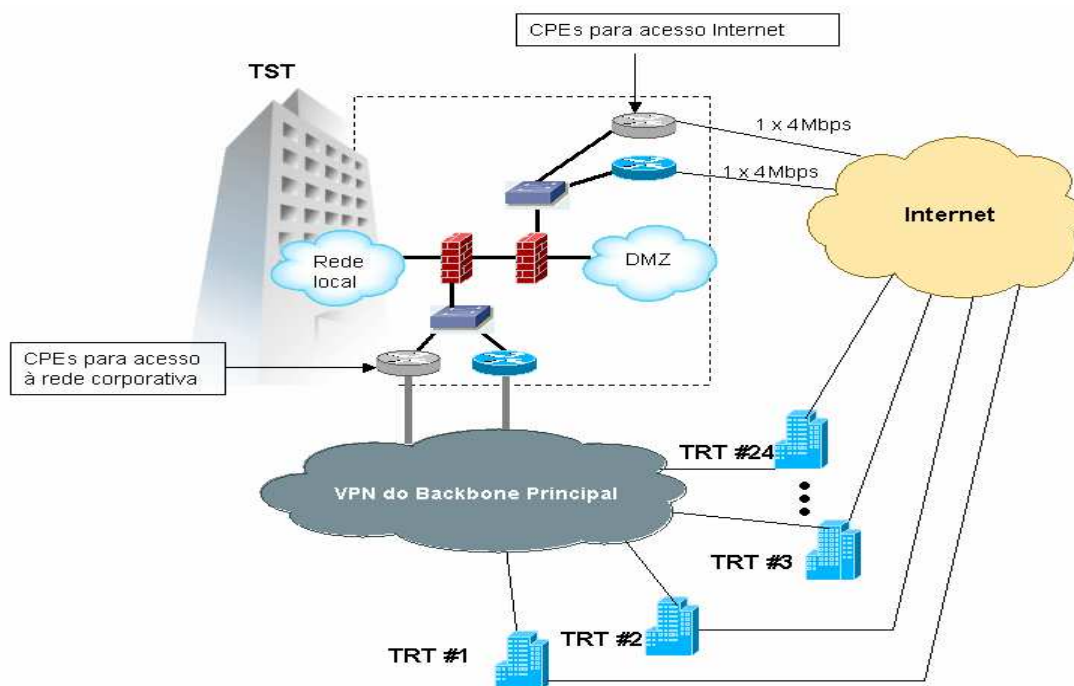 CPEs para acesso Internet
TST
1 x 4Mbps
1 x 4Mbps
Internet
Rede
local
DMZ
CPEs para acesso
à rede corporativa
TRT #24
VPN do Backbone Principal
TRT #3
TRT #2
TRT #1